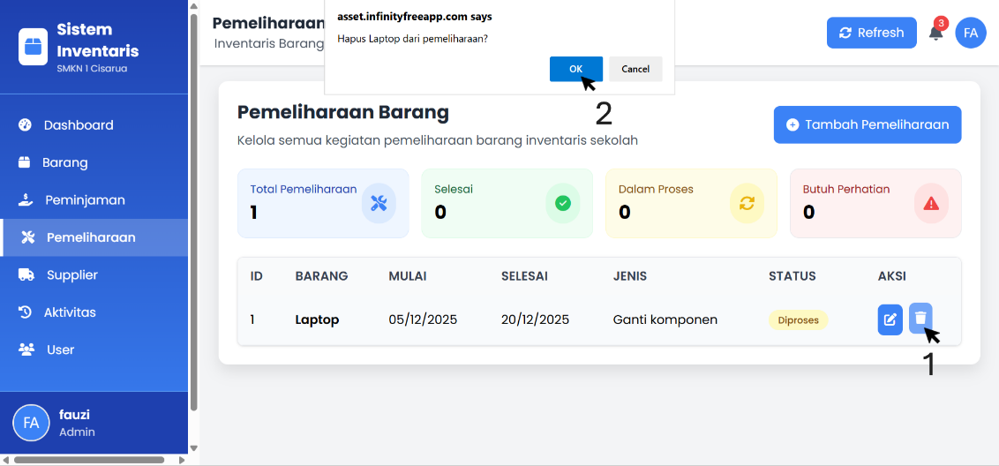 Sistem
Inventaris
SMKN 1 Cisarua
Dashboard
Barang
Peminjaman
Pemeliharaan
Supplier
Aktivitas
User
FA
fauzi
Admin
Pemeliharaan
Inventaris Barang
asset.infinityfreeapp.com says
Hapus Laptop dari pemeliharaan?
OK
Cancel
2
Refresh
3
FA
Pemeliharaan Barang
Kelola semua kegiatan pemeliharaan barang inventaris sekolah
Tambah Pemeliharaan
Total Pemeliharaan
1
Selesai
0
Dalam Proses
0
Butuh Perhatian
0
ID BARANG MULAI SELESAI JENIS STATUS AKSI
1 Laptop 05/12/2025 20/12/2025 Ganti komponen Diproses
1